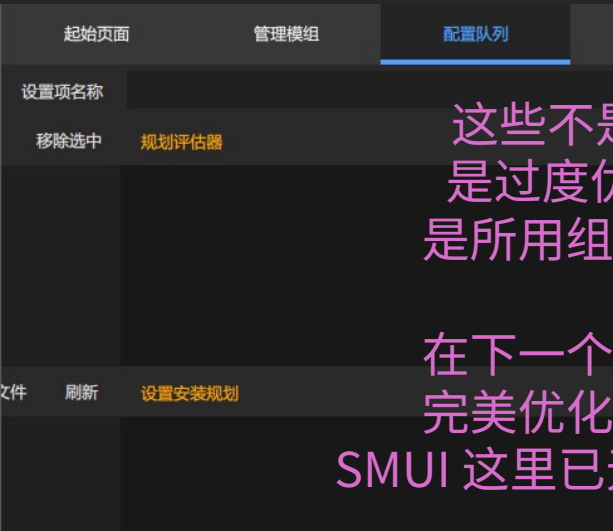 起始页面 管理模组 配置队列
设置项名称
移除选中 规划评估器
这些不是
是过度
是所用组
文件 刷新 设置安装规划
在下一个
完美优化
SMUI 这里已